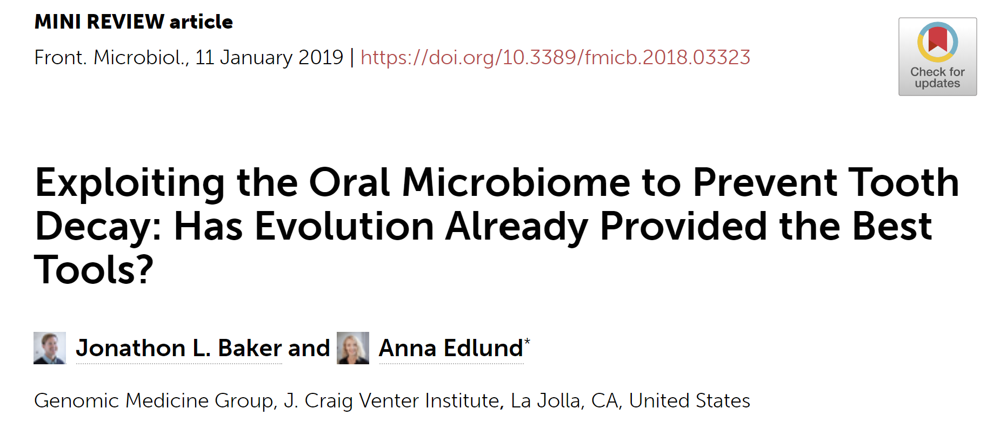 MINI REVIEW article
Front. Microbiol., 11 January 2019 | https://doi.org/10.3389/fmicb.2018.03323
Check for
updates
Exploiting the Oral Microbiome to Prevent Tooth
Decay: Has Evolution Already Provided the Best
Tools?
Jonathon L. Baker and Anna Edlund*
Genomic Medicine Group, J. Craig Venter Institute, La Jolla, CA, United States